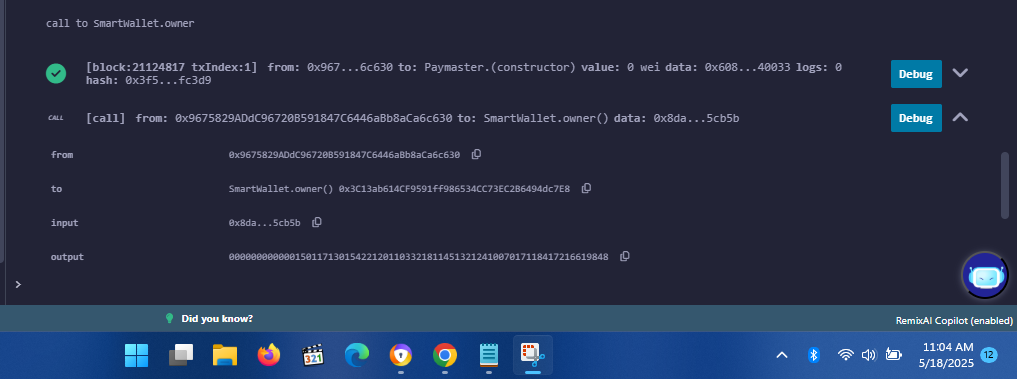 call to SmartWallet.owner
[block:21124817 txIndex:1] from: 0x967...6c630 to: Paymaster.(constructor) value: 0 wei data: 0x608...40033 logs: 0
hash: 0x3f5...fc3d9
Debug
CALL [call] from: 0x9675829ADdC96720B591847C6446aBb8aCa6c630 to: SmartWallet.owner() data: 0x8da...5cb5b
Debug
from 0x9675829ADdC96720B591847C6446aBb8aCa6c630
to SmartWallet.owner() 0x3C13ab614CF9591ff986534CC73EC2B6494dc7E8
input 0x8da...5cb5b
output 000000000000150117130154221201103321811451321241007017118417216619848
>
Did you know?
RemixAI Copilot (enabled)
321
11:04 AM
5/18/2025
12